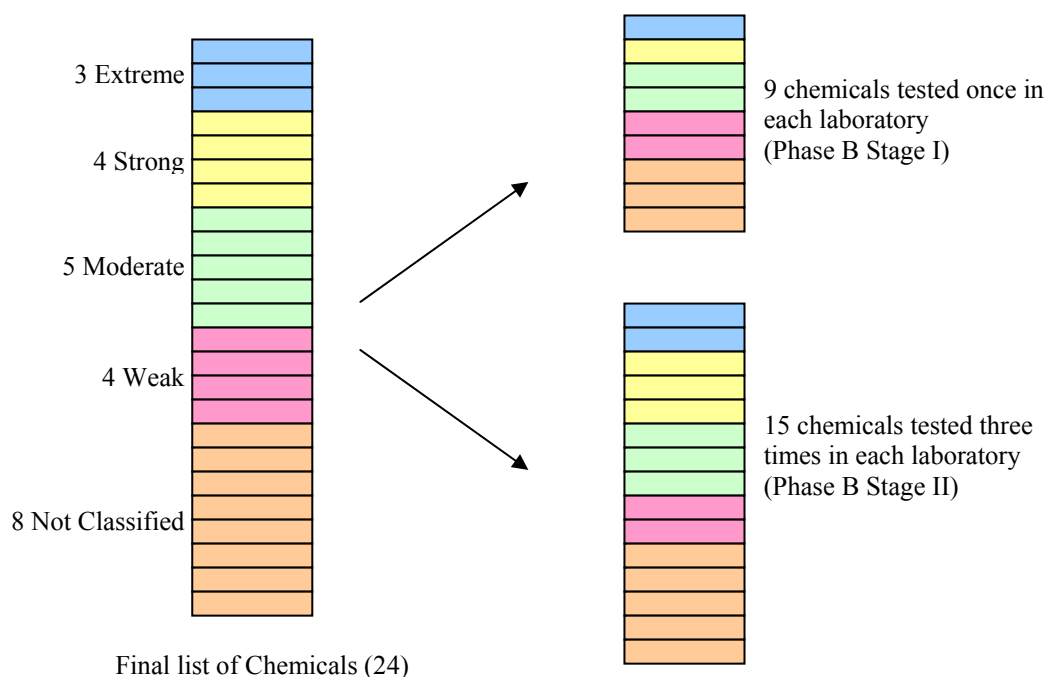 3 Extreme
4 Strong
5 Moderate
4 Weak
8 Not Classified
Final list of Chemicals (24)
9 chemicals tested once in
each laboratory
(Phase B Stage I)
15 chemicals tested three
times in each laboratory
(Phase B Stage II)